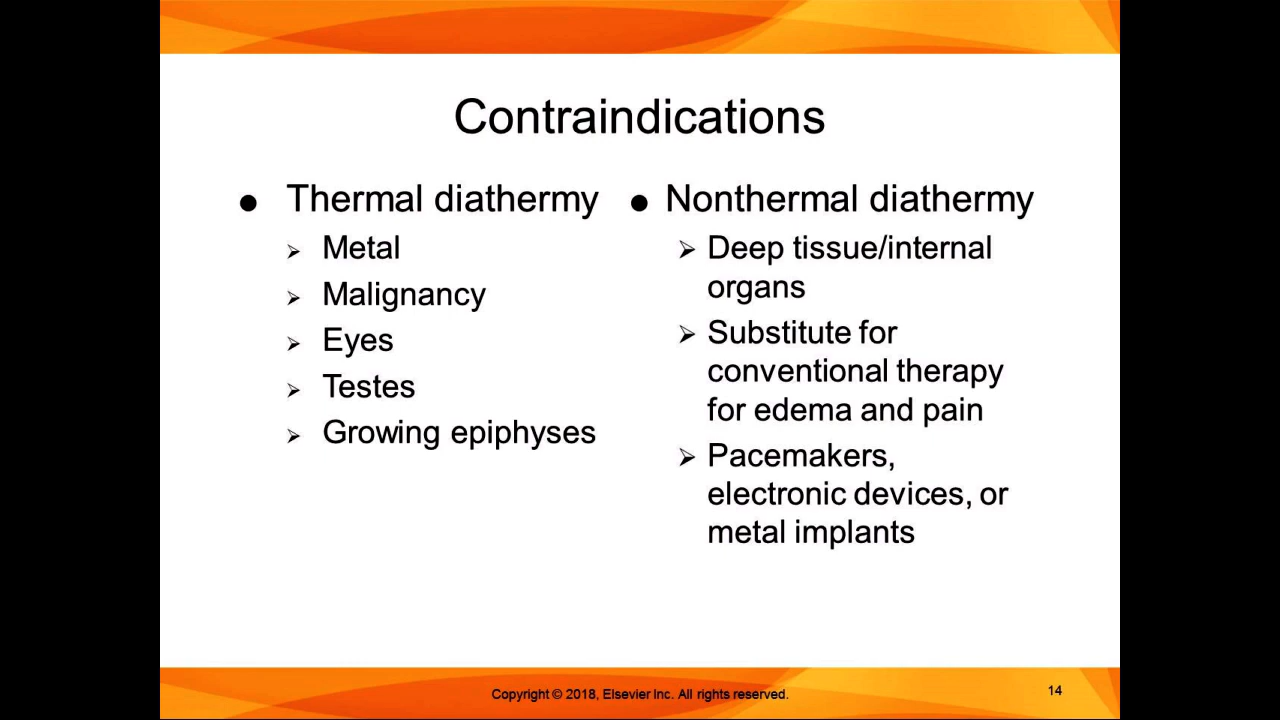 Contraindications
● Thermal diathermy
➢ Metal
➢ Malignancy
➢ Eyes
➢ Testes
➢ Growing epiphyses
● Nonthermal diathermy
➢ Deep tissue/internal
organs
➢ Substitute for
conventional therapy
for edema and pain
➢ Pacemakers,
electronic devices, or
metal implants
Copyright © 2018, Elsevier Inc. All rights reserved.
14